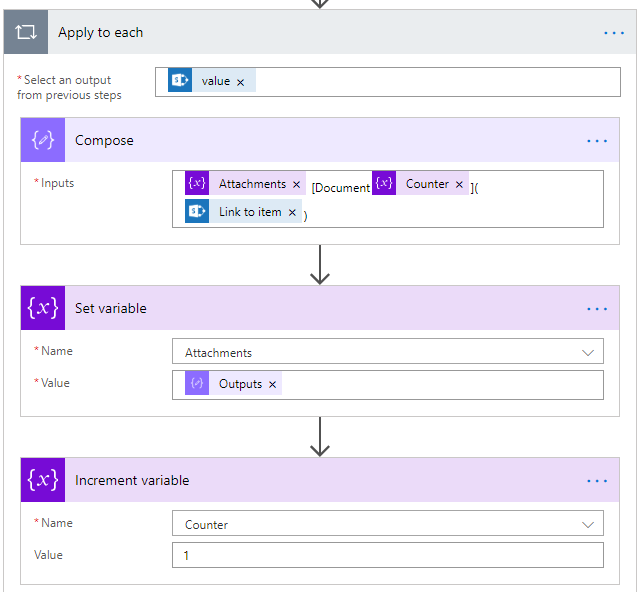 Apply to each
...
*Select an output
from previous steps
value ×
{ } Compose
...
*Inputs
{x} Attachments × [Document {x} Counter × ](
Link to item × )
{x} Set variable
...
*Name
Attachments
*Value
{ } Outputs ×
{x} Increment variable
...
*Name
Counter
Value
1